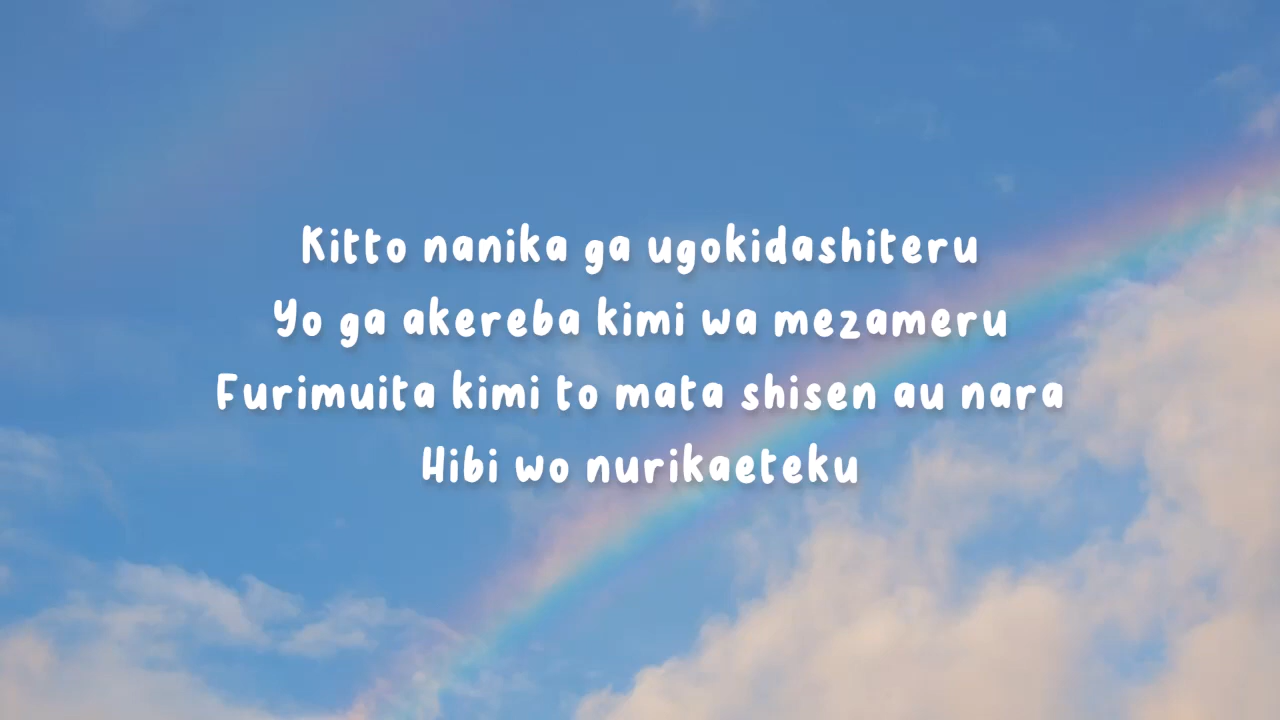 Kitto nanika ga ugokidashiteru
Yo ga akereba kimi wa mezameru
Furimuita kimi to mata shisen au nara
Hibi wo nurikaeteku